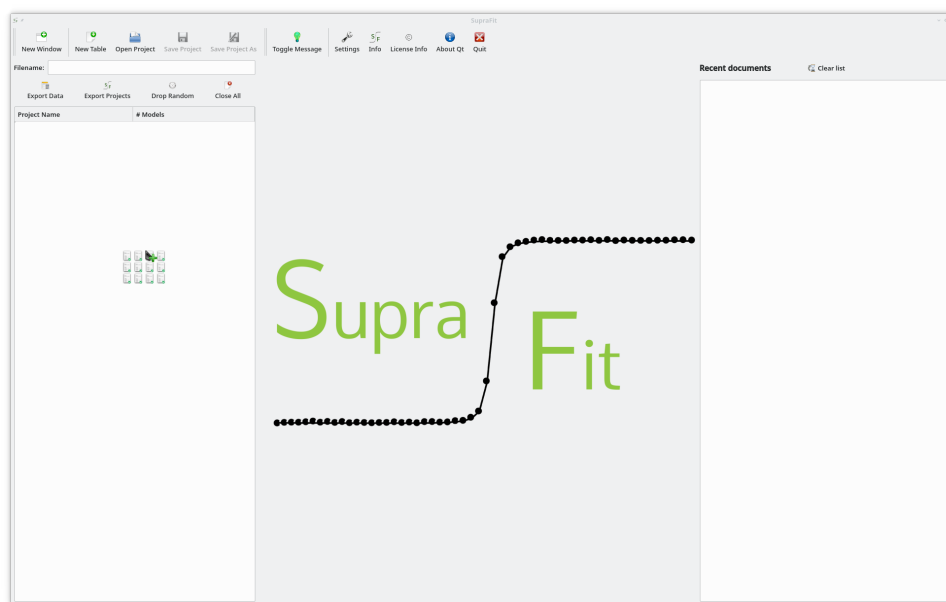 SupraFit
New Window New Table Open Project Save Project Save Project As Toggle Message Settings Info License Info About Qt Quit
Filename:
Recent documents Clear list
Export Data Export Projects Drop Random Close All
Project Name # Models
Supra
Fit